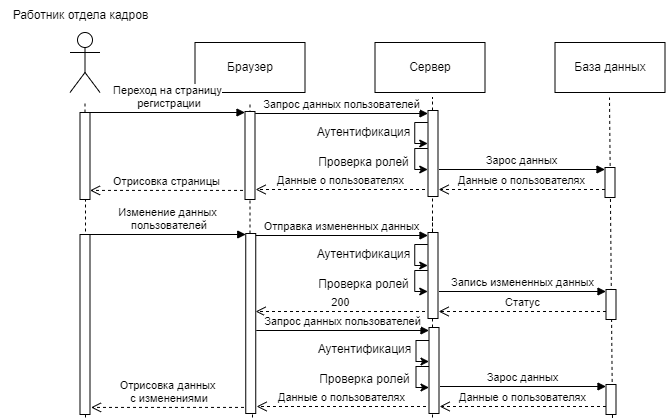 Работник отдела кадров
Браузер
Сервер
База данных
Переход на страницу
регистрации
Запрос данных пользователей
Аутентификация
Проверка ролей
Зарос данных
Отрисовка страницы
Данные о пользователях
Данные о пользователях
Изменение данных
пользователей
Отправка измененных данных
Аутентификация
Проверка ролей
Запись измененных данных
200
Статус
Запрос данных пользователей
Аутентификация
Проверка ролей
Зарос данных
Отрисовка данных
с изменениями
Данные о пользователях
Данные о пользователях